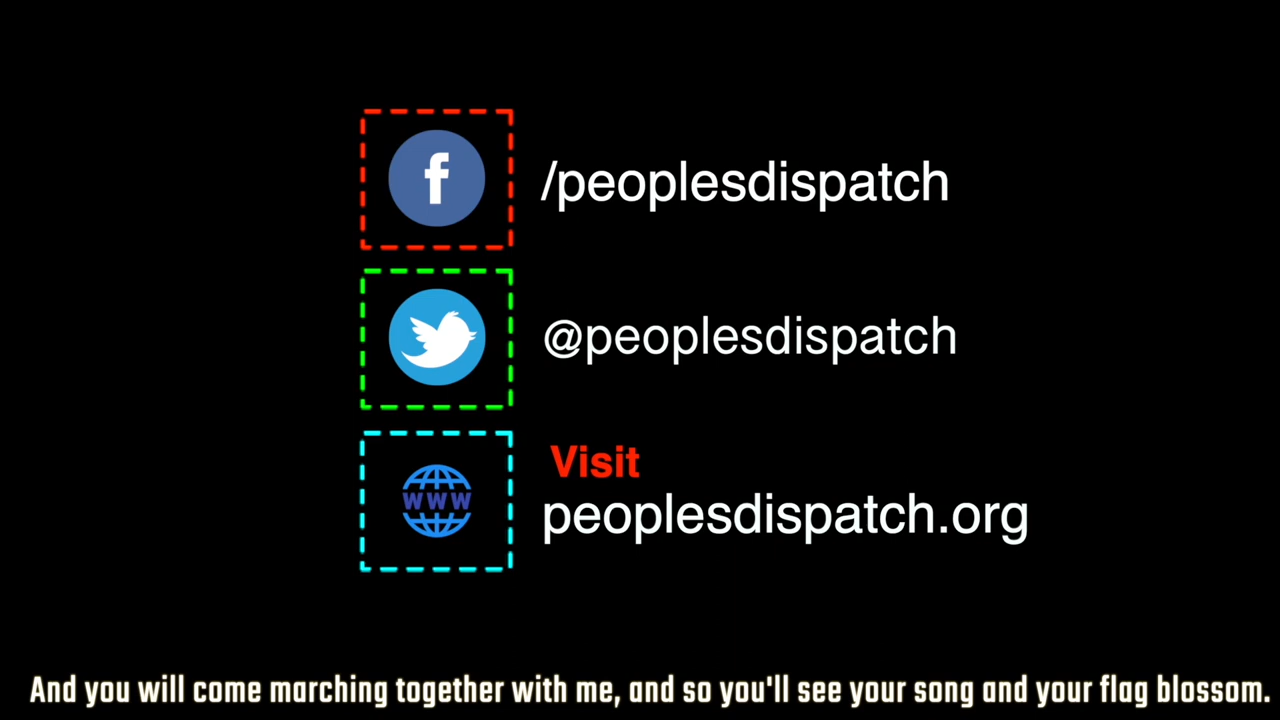 f
/peoplesdispatch
@peoplesdispatch
Visit
WWW
peoplesdispatch.org
And you will come marching together with me, and so you'll see your song and your flag blossom.